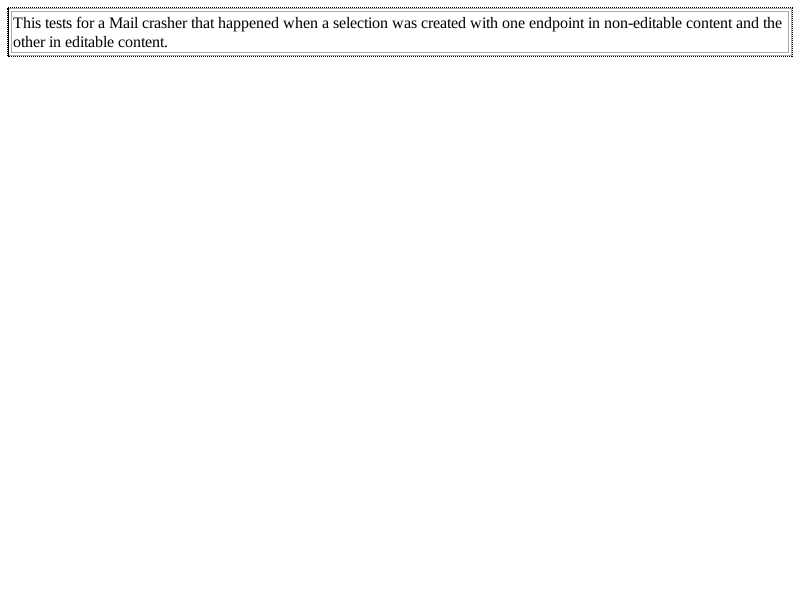 This tests for a Mail crasher that happened when a selection was created with one endpoint in non-editable content and the
other in editable content.